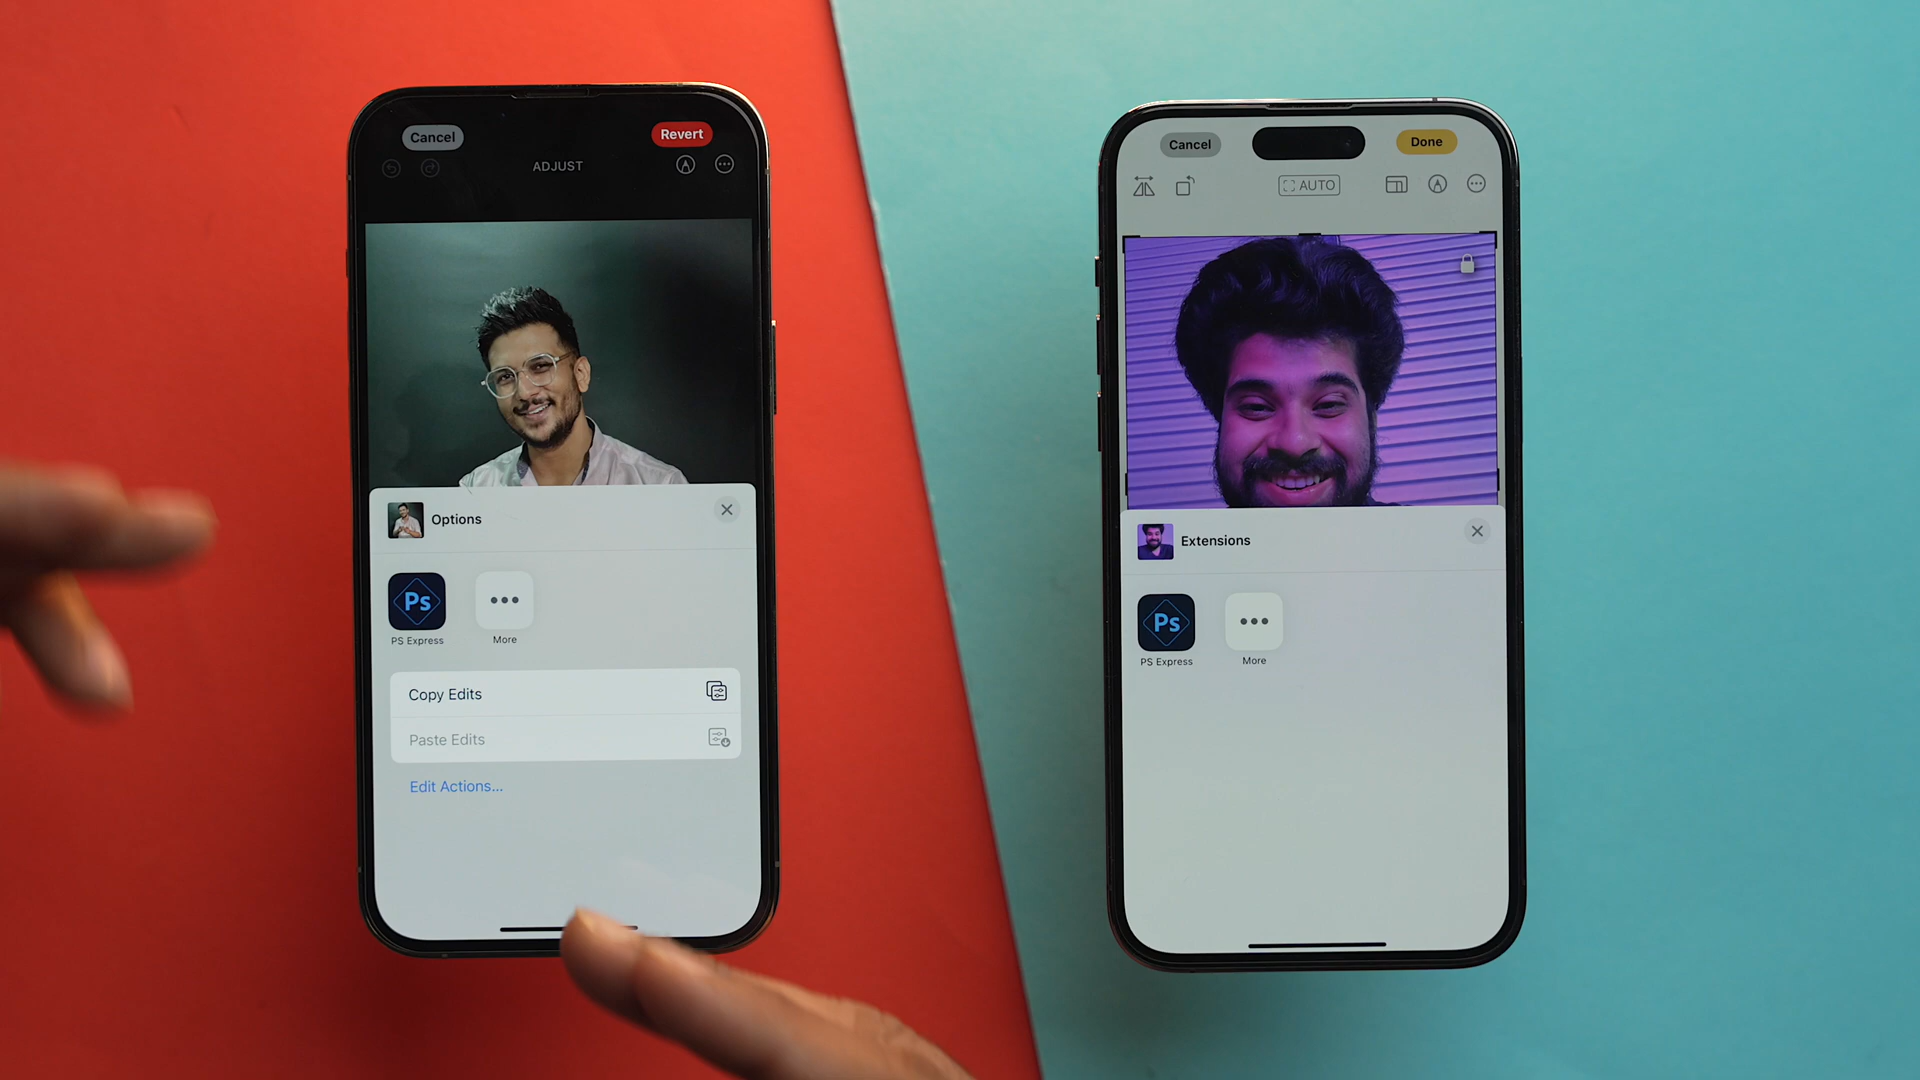 Cancel
Revert
ADJUST
Options
Ps
PS Express
More
Copy Edits
Paste Edits
Edit Actions...
Cancel
Done
AUTO
Extensions
Ps
PS Express
More